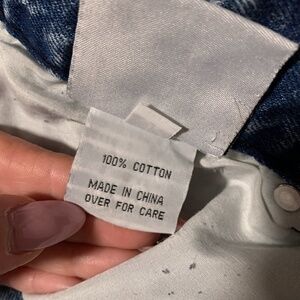 100% COTTON
MADE IN CHINA
OVER FOR CARE